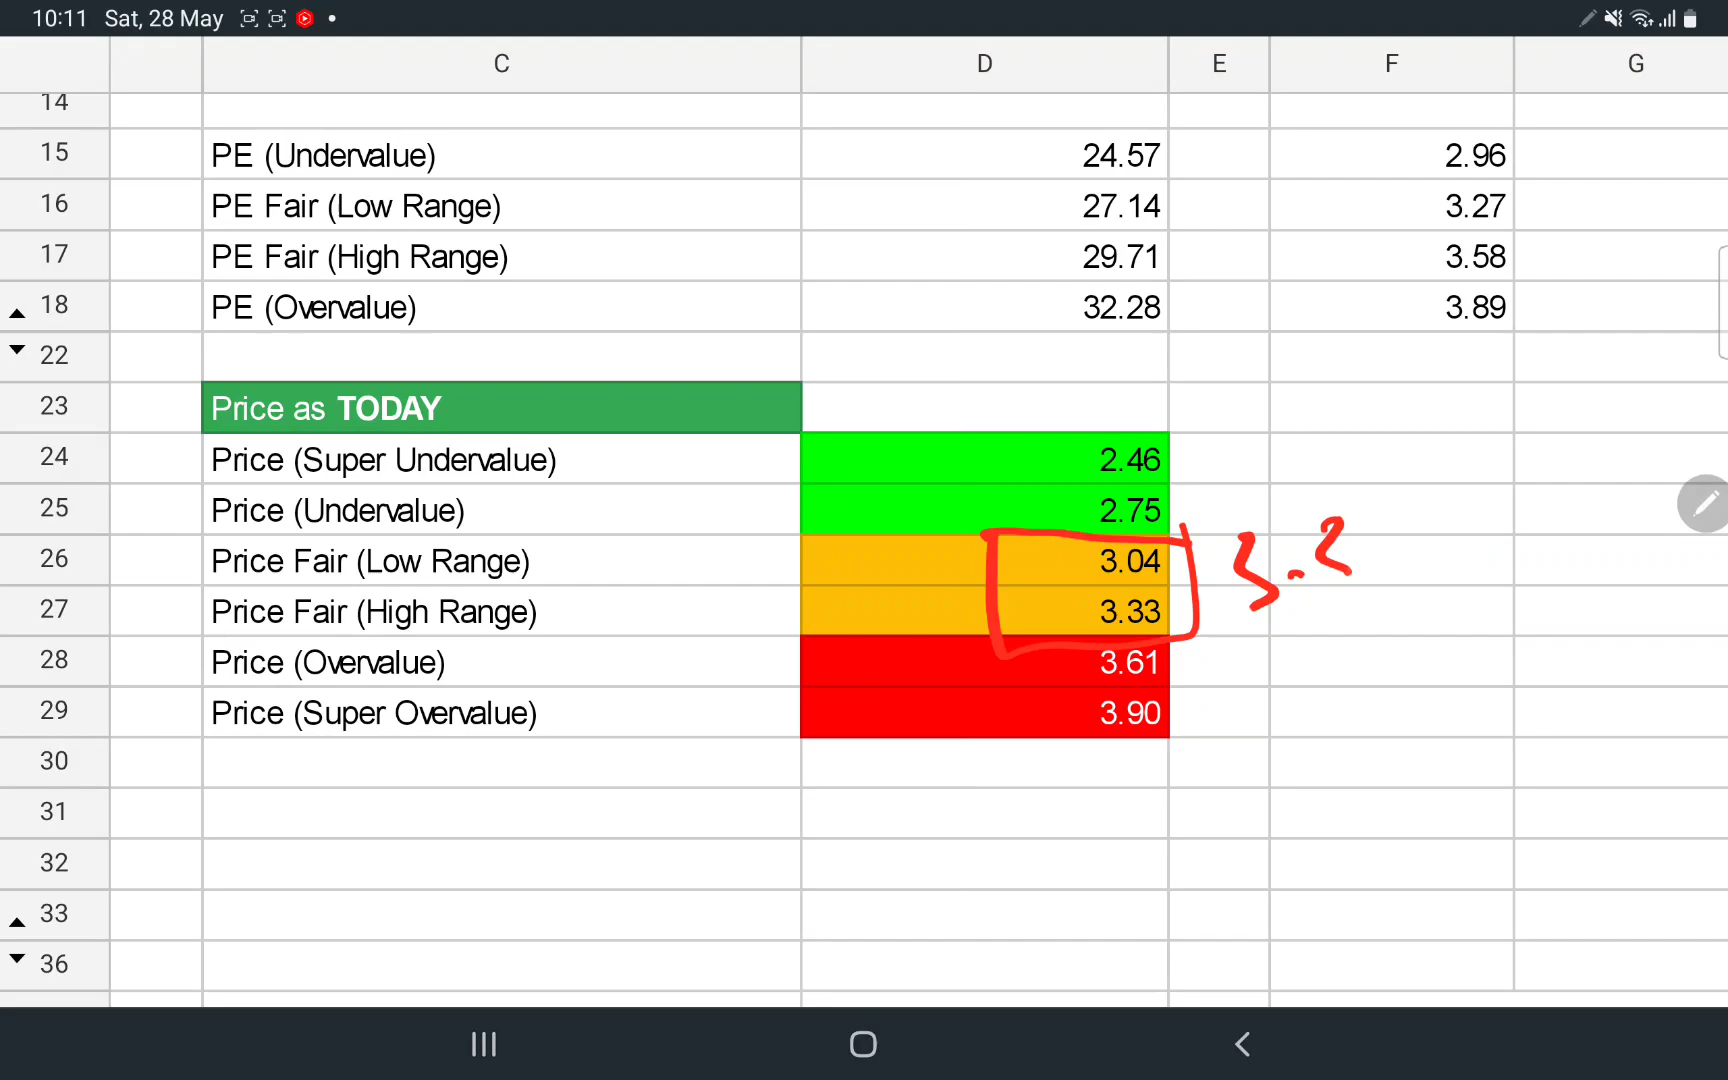 10:11 Sat, 28 May
C D E F G
14
15 PE (Undervalue) 24.57 2.96
16 PE Fair (Low Range) 27.14 3.27
17 PE Fair (High Range) 29.71 3.58
18 PE (Overvalue) 32.28 3.89
22
23 Price as TODAY
24 Price (Super Undervalue) 2.46
25 Price (Undervalue) 2.75
26 Price Fair (Low Range) 3.04 3.2
27 Price Fair (High Range) 3.33
28 Price (Overvalue) 3.61
29 Price (Super Overvalue) 3.90
30
31
32
33
36